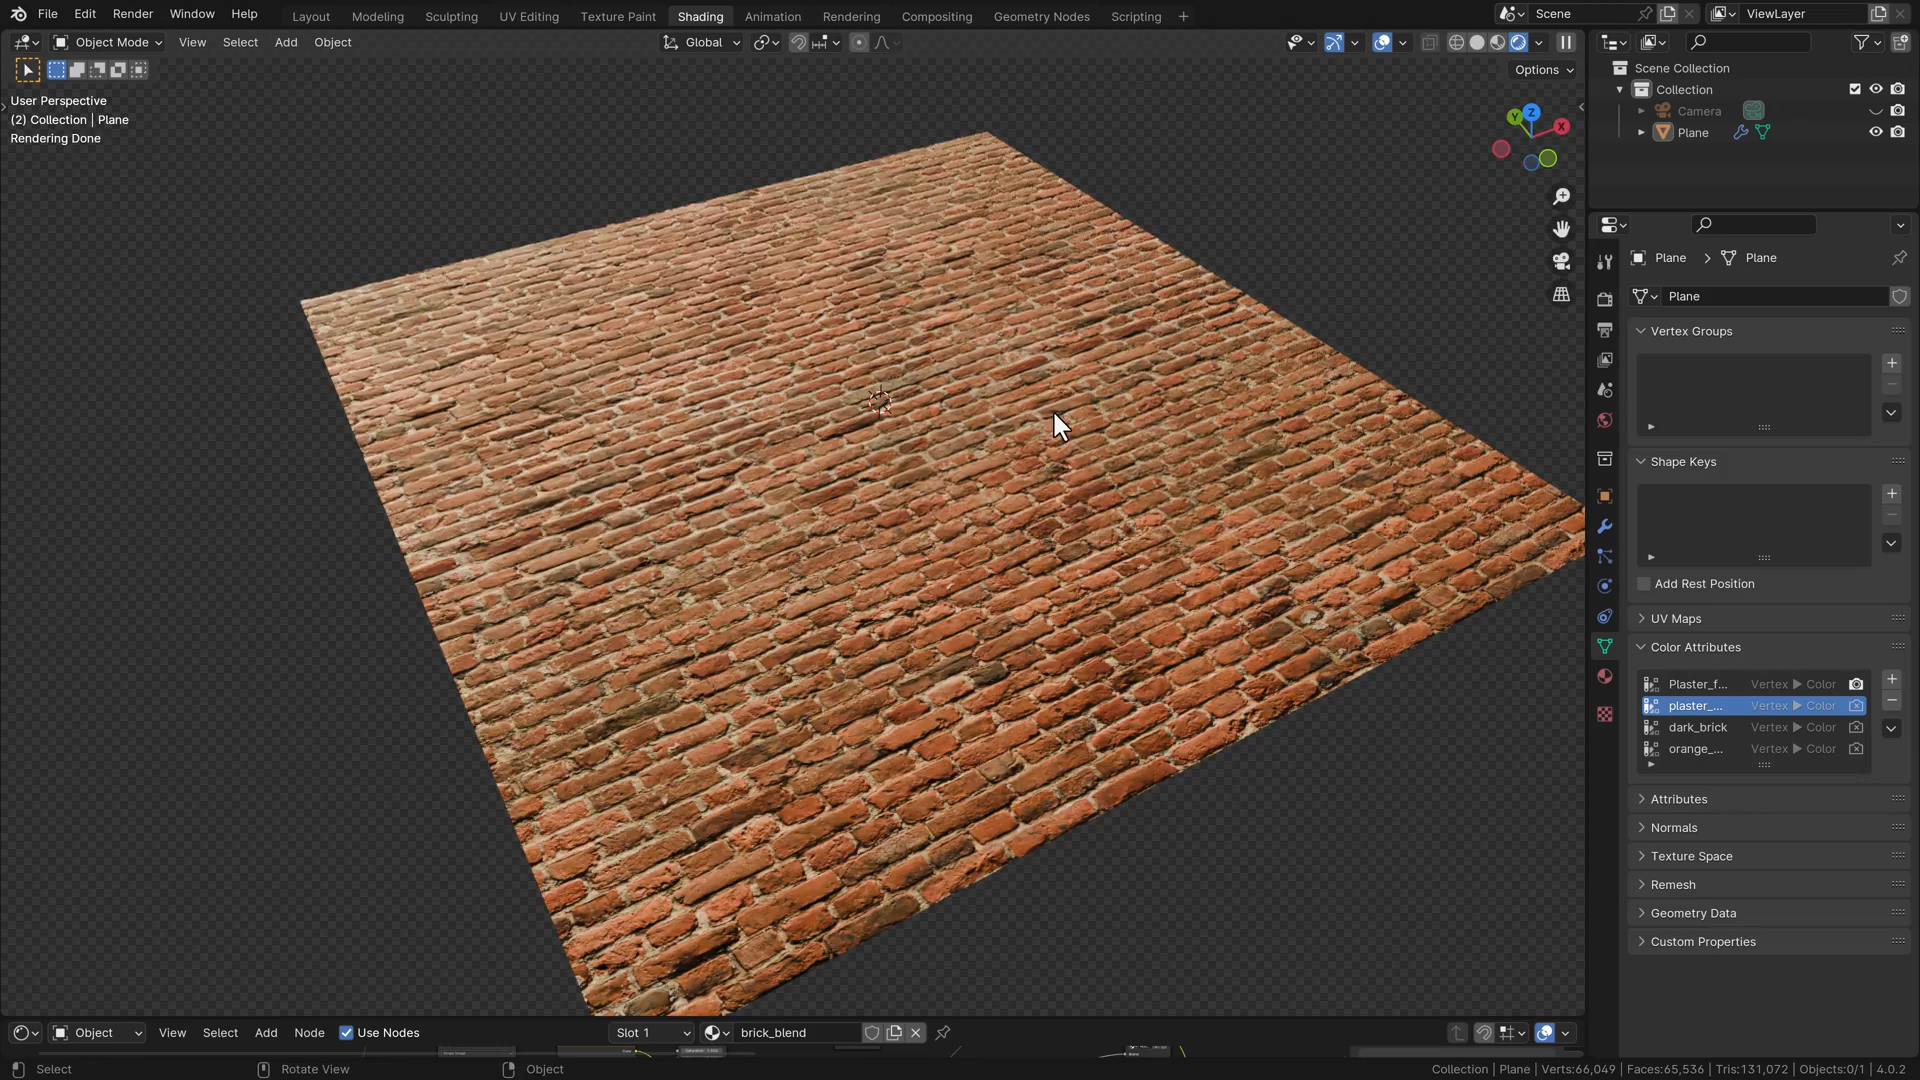 File Edit Render Window Help Layout Modeling Sculpting UV Editing Texture Paint Shading Animation Rendering Compositing Geometry Nodes Scripting + Scene ViewLayer
Object Mode View Select Add Object Global
Options
User Perspective
(2) Collection | Plane
Rendering Done
Z
Y
X
Scene Collection
Collection
Camera
Plane
Plane > Plane
Plane
Vertex Groups
Shape Keys
Add Rest Position
UV Maps
Color Attributes
Plaster_f... Vertex ▶ Color
plaster_... Vertex ▶ Color
dark_brick Vertex ▶ Color
orange_... Vertex ▶ Color
Attributes
Normals
Texture Space
Remesh
Geometry Data
Custom Properties
Object View Select Add Node Use Nodes Slot 1 brick_blend
Select Rotate View Object Collection | Plane | Verts:66,049 | Faces:65,536 | Tris:131,072 | Objects:0/1 | 4.0.2